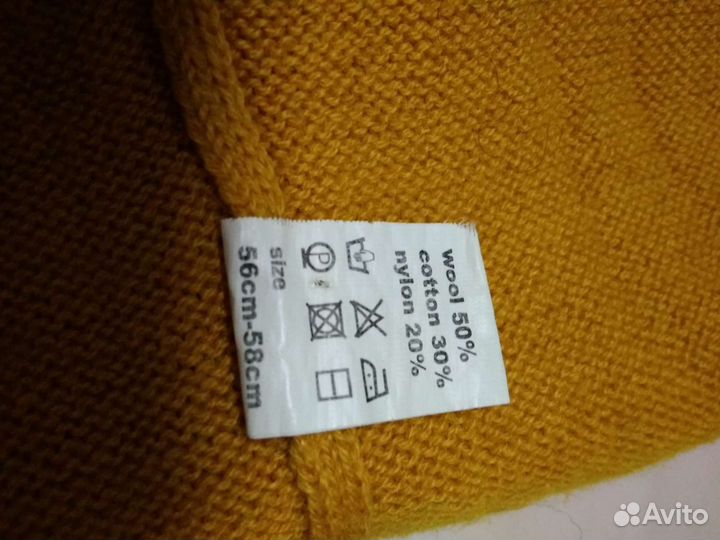 wool 50%
cotton 30%
nylon 20%
P
size
56cm-58cm
Avito